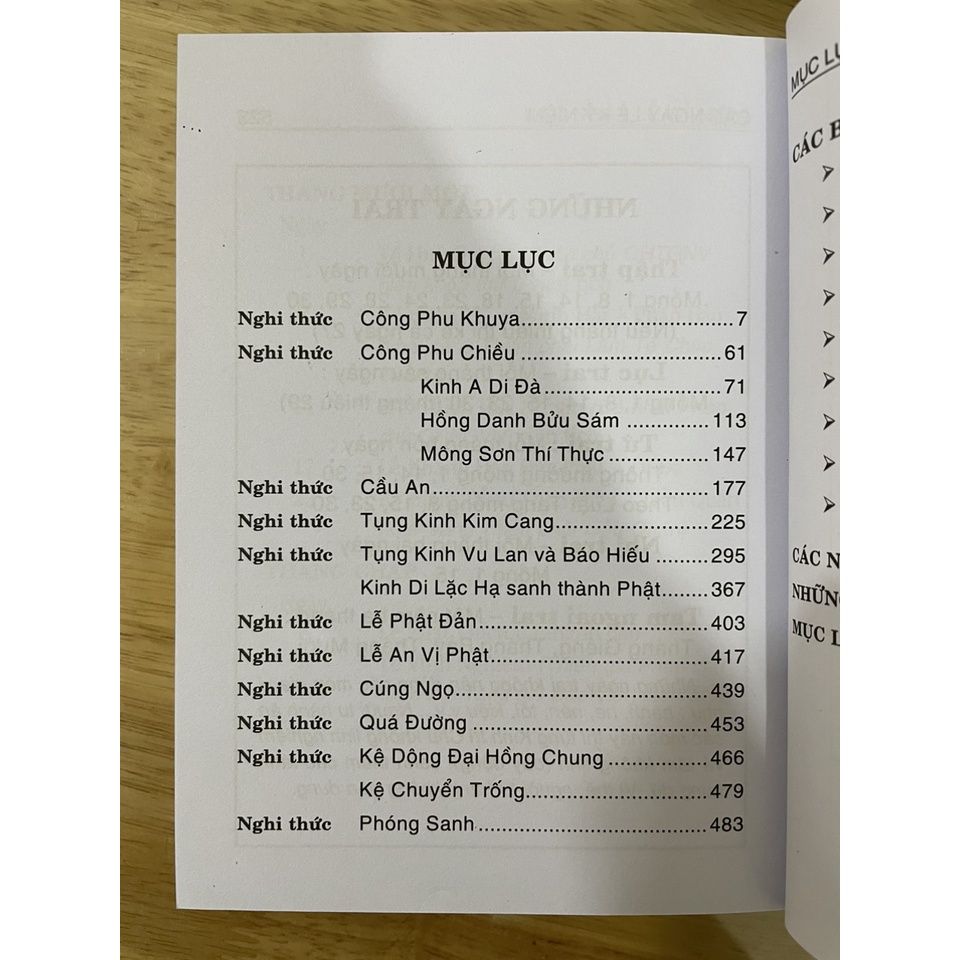 MỤC LỤC
Nghi thức Công Phu Khuya.................................7
Nghi thức Công Phu Chiều ..............................61
Kinh A Di Đà ............................71
Hồng Danh Bửu Sám ..............113
Mông Sơn Thí Thực .................147
Nghi thức Cầu An............................................177
Nghi thức Tụng Kinh Kim Cang........................225
Nghi thức Tụng Kinh Vu Lan và Báo Hiếu ..........295
Kinh Di Lặc Hạ sanh thành Phật.......367
Nghi thức Lễ Phật Đản ....................................403
Nghi thức Lễ An Vị Phật..................................417
Nghi thức Cúng Ngọ........................................439
Nghi thức Quá Đường .....................................453
Nghi thức Kệ Dộng Đại Hồng Chung ................466
Kệ Chuyển Trống..............................479
Nghi thức Phóng Sanh ....................................483
MỤC
CÁC
CÁC
NHỮNG
MỤC